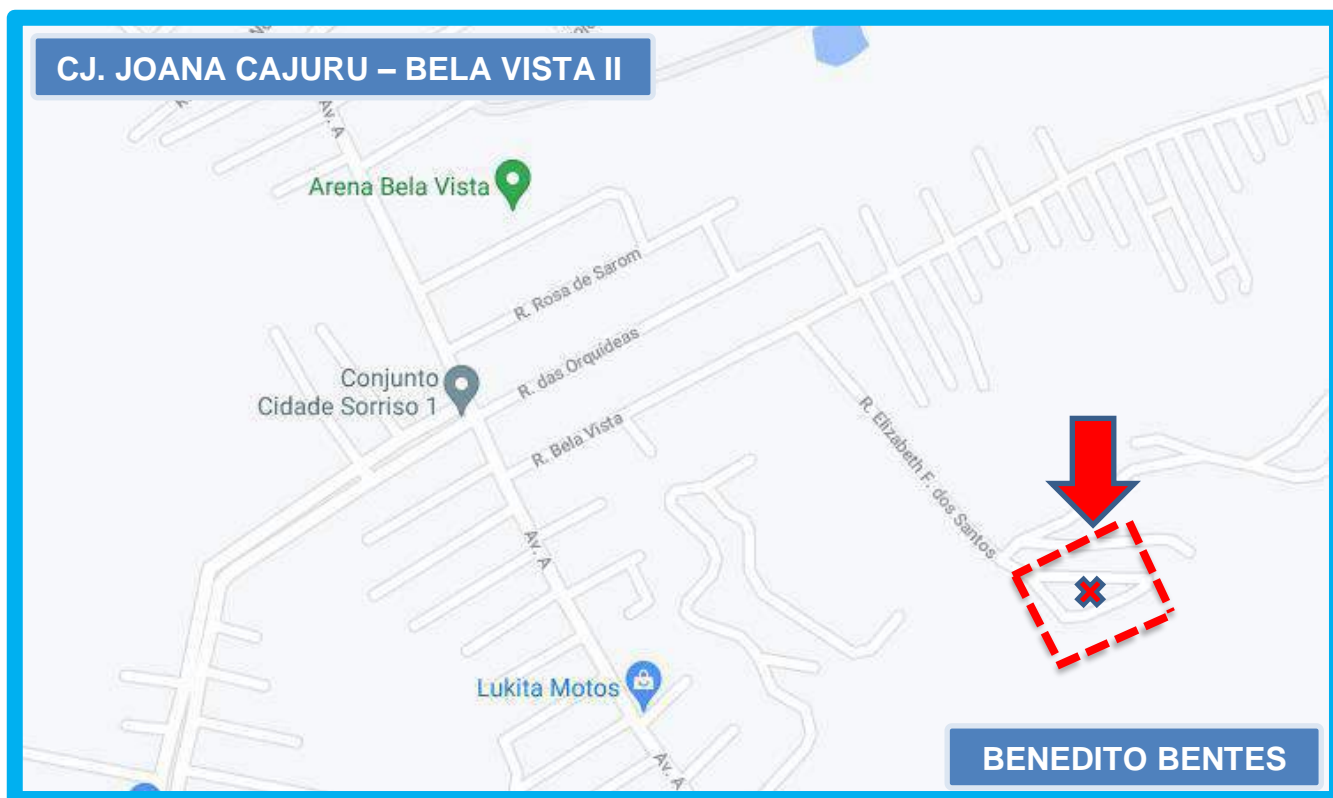 CJ. JOANA CAJURU – BELA VISTA II
Av. A
Arena Bela Vista
R. Rosa de Sarom
R. das Orquídeas
Conjunto
Cidade Sorriso 1
R. Bela Vista
R. Elizabeth F. dos Santos
Av. A
Lukita Motos
Av. A
BENEDITO BENTES